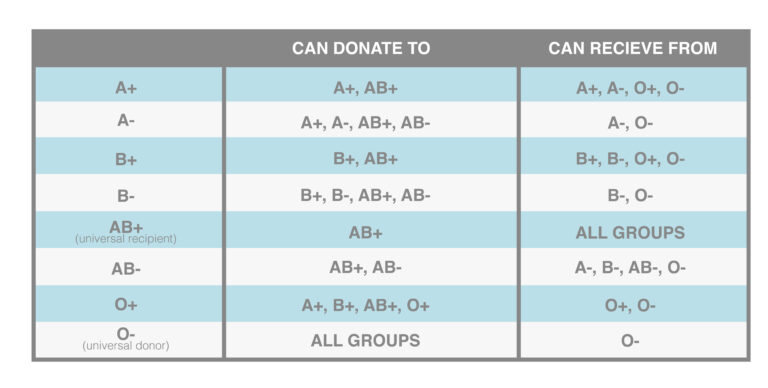 CAN DONATE TO CAN RECIEVE FROM
A+ A+, AB+ A+, A-, O+, O-
A- A+, A-, AB+, AB- A-, O-
B+ B+, AB+ B+, B-, O+, O-
B- B+, B-, AB+, AB- B-, O-
AB+ AB+ ALL GROUPS
(universal recipient)
AB- AB+, AB- A-, B-, AB-, O-
O+ A+, B+, AB+, O+ O+, O-
O- ALL GROUPS O-
(universal donor)